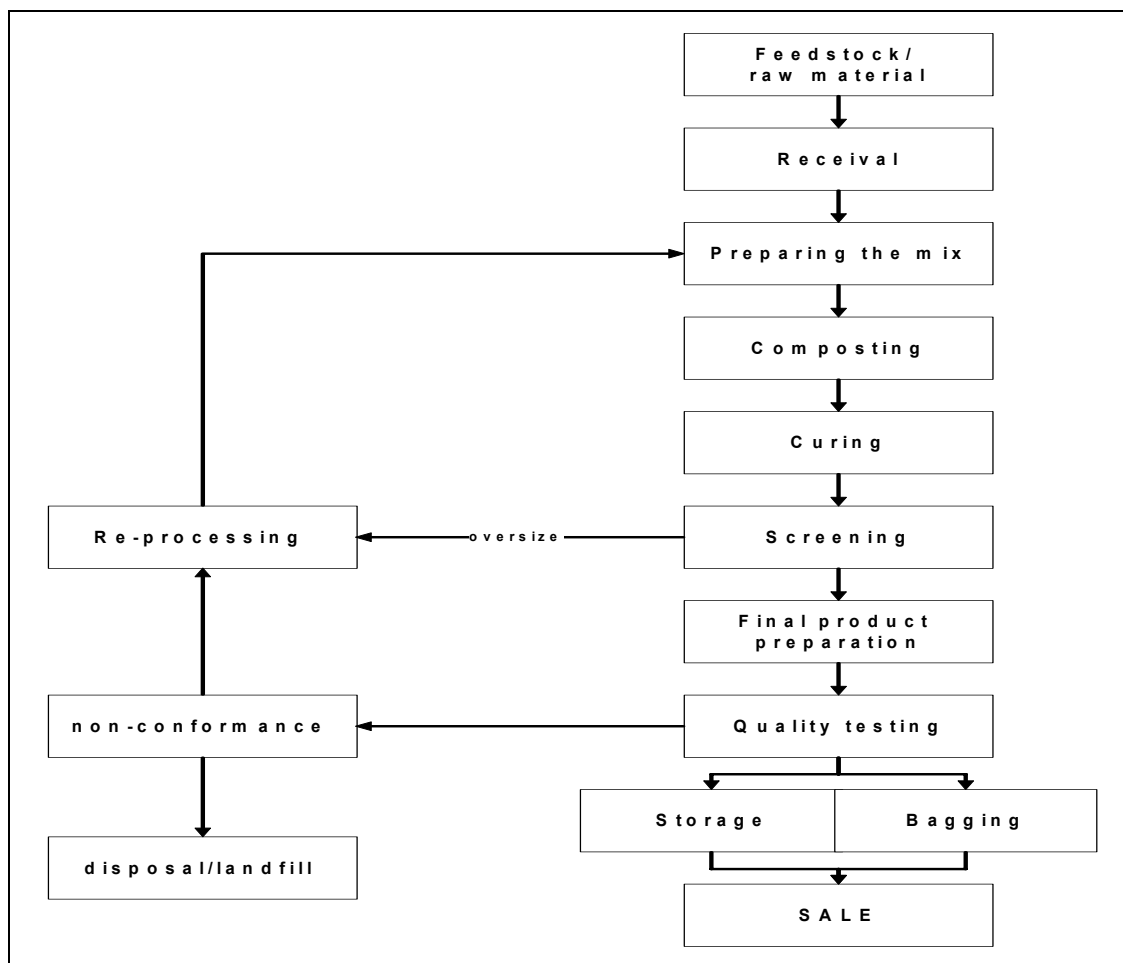 Feedstock/
raw material
Receival
Preparing the mix
Composting
Curing
Re-processing
oversize
Screening
Final product
preparation
non-conformance
Quality testing
Storage
Bagging
disposal/landfill
SALE